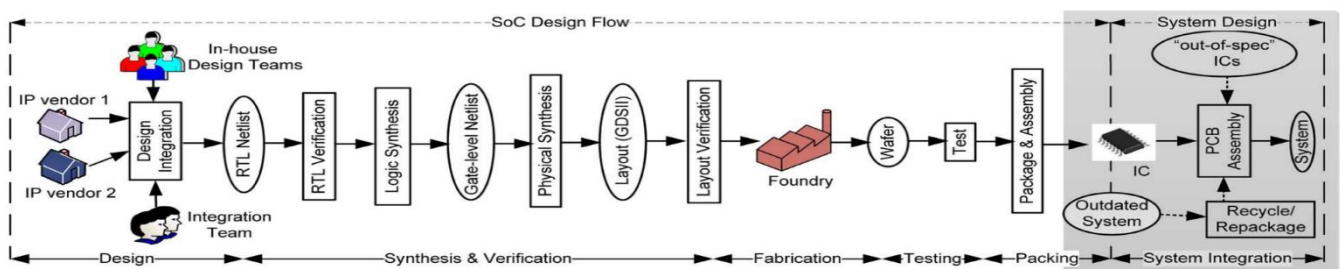 SoC Design Flow
System Design
In-house
Design Teams
"out-of-spec"
ICs
IP vendor 1
IP vendor 2
Design
Integration
RTL Netlist
RTL Verification
Logic Synthesis
Gate-level Netlist
Physical Synthesis
Layout (GDSII)
Layout Verification
Foundry
Wafer
Test
Package & Assembly
IC
PCB
Assembly
System
Integration
Team
Outdated
System
Recycle/
Repackage
Design
Synthesis & Verification
Fabrication
Testing
Packing
System Integration